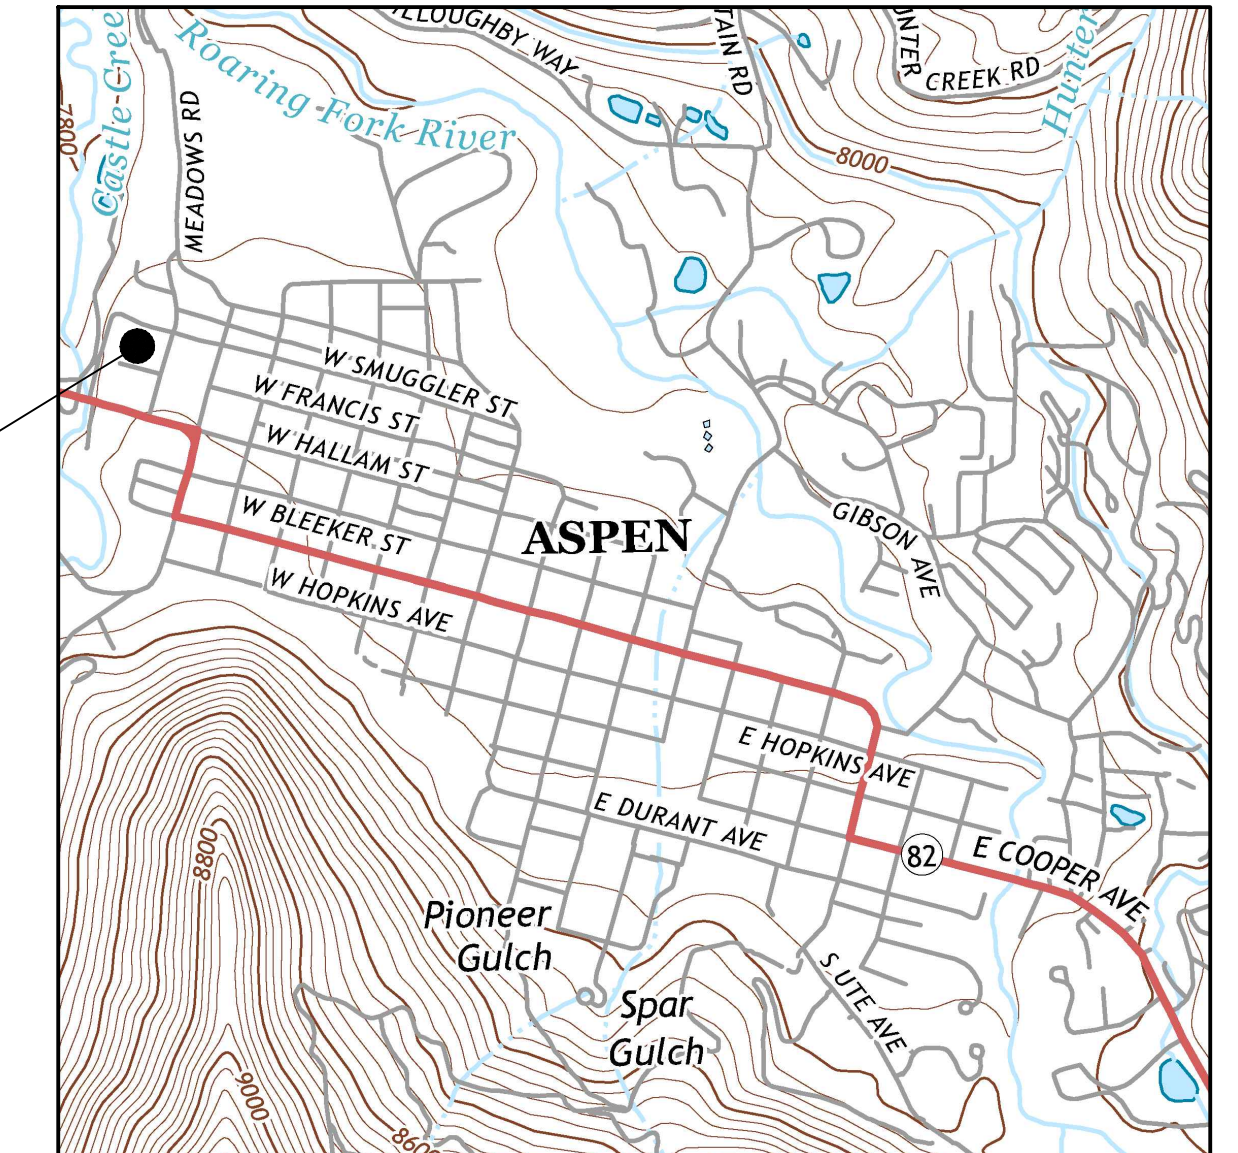 ILLOUGHBY WAY
TAIN RD
UNTER
CREEK RD
Hunter
Castle Cree
Roaring Fork River
MEADOWS RD
7800
8000
W SMUGGLER ST
W FRANCIS ST
W HALLAM ST
W BLEEKER ST
ASPEN
GIBSON AVE
W HOPKINS AVE
E HOPKINS AVE
E DURANT AVE
82
E COOPER AVE
8800
Pioneer
Gulch
S UTE AVE
Spar
Gulch
9000
8600